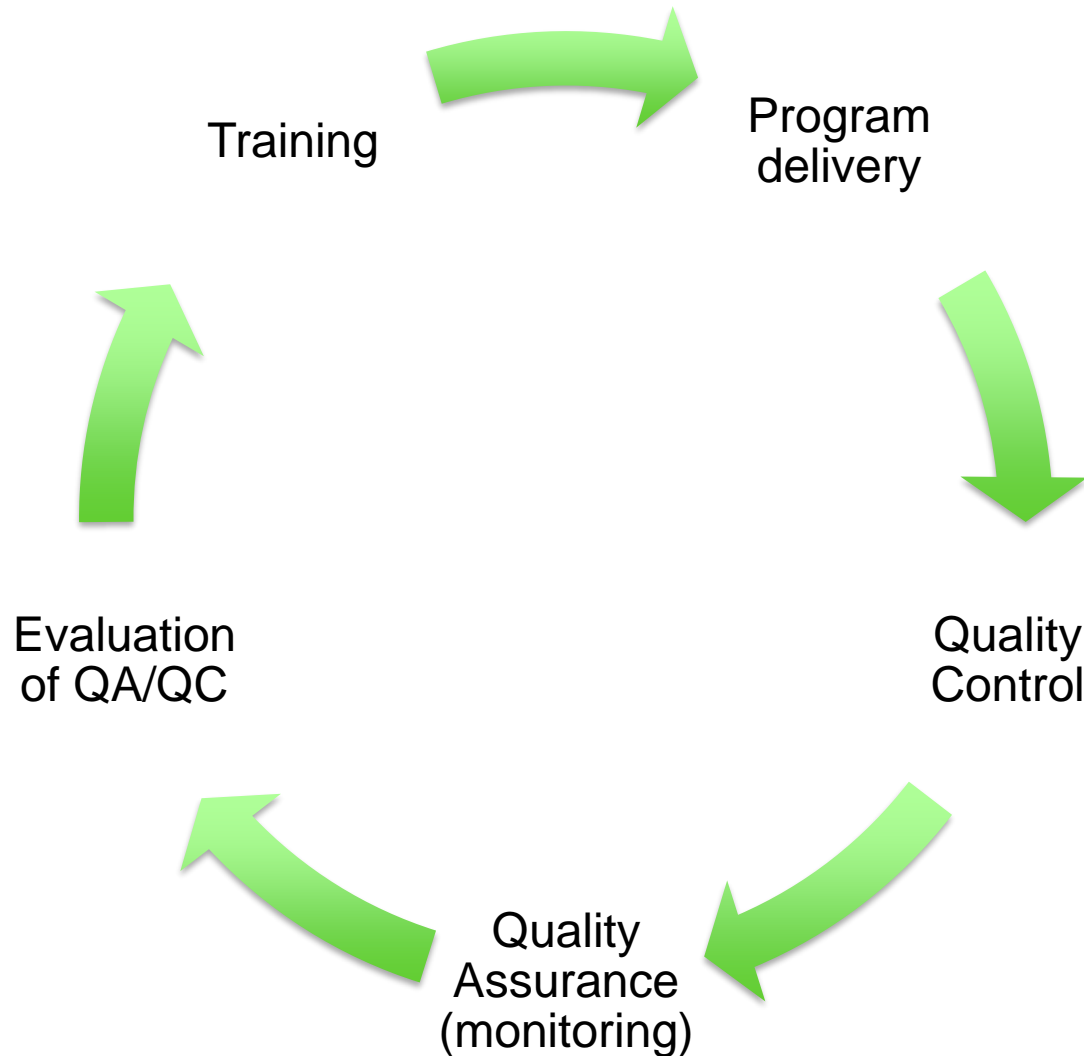 Training
Program
delivery
Quality
Control
Quality
Assurance
(monitoring)
Evaluation
of QA/QC